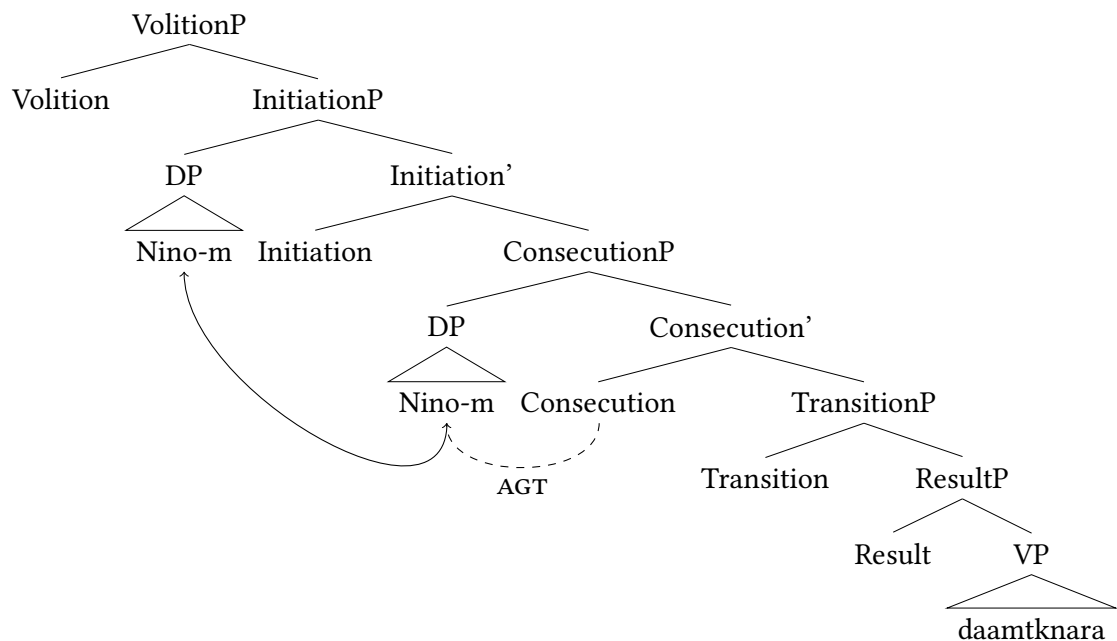 VolitionP
Volition InitiationP
DP Initiation’
Nino-m Initiation ConsecutionP
DP Consecution’
Nino-m Consecution TransitionP
AGT Transition ResultP
Result VP
daamtknara